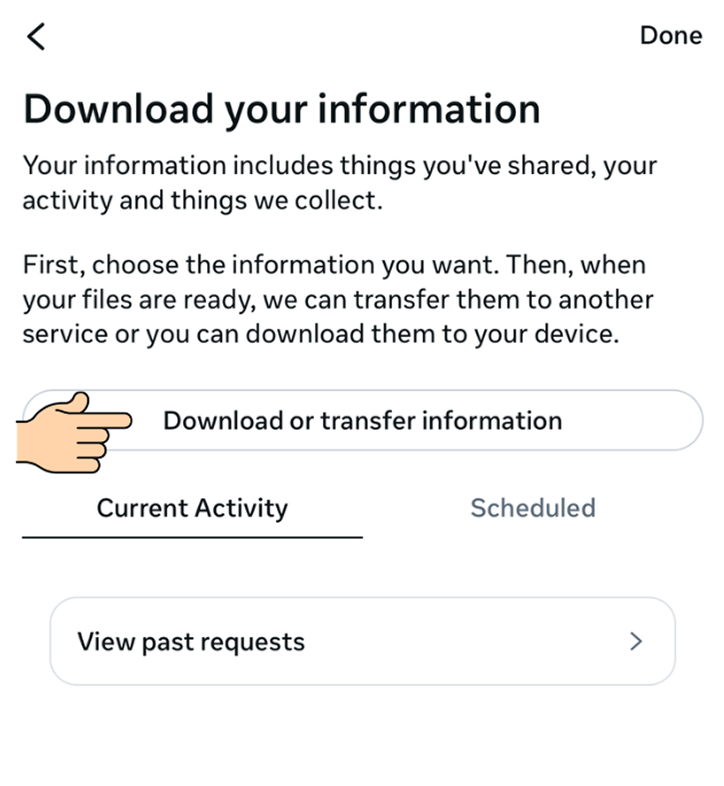 Done
Download your information
Your information includes things you've shared, your
activity and things we collect.
First, choose the information you want. Then, when
your files are ready, we can transfer them to another
service or you can download them to your device.
Download or transfer information
Current Activity
Scheduled
View past requests